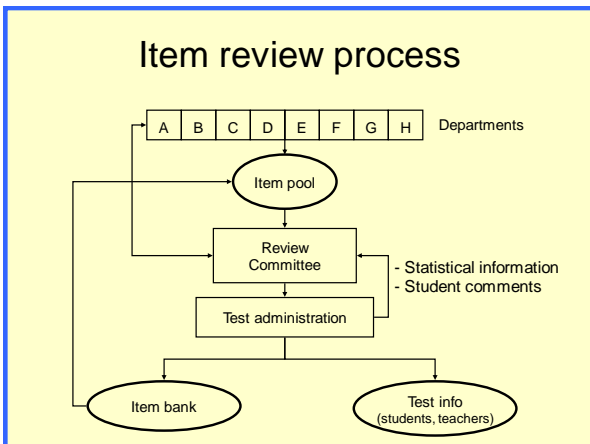 Item review process
A B C D E F G H Departments
Item pool
Review
Committee
- Statistical information
- Student comments
Test administration
Item bank
Test info
(students, teachers)